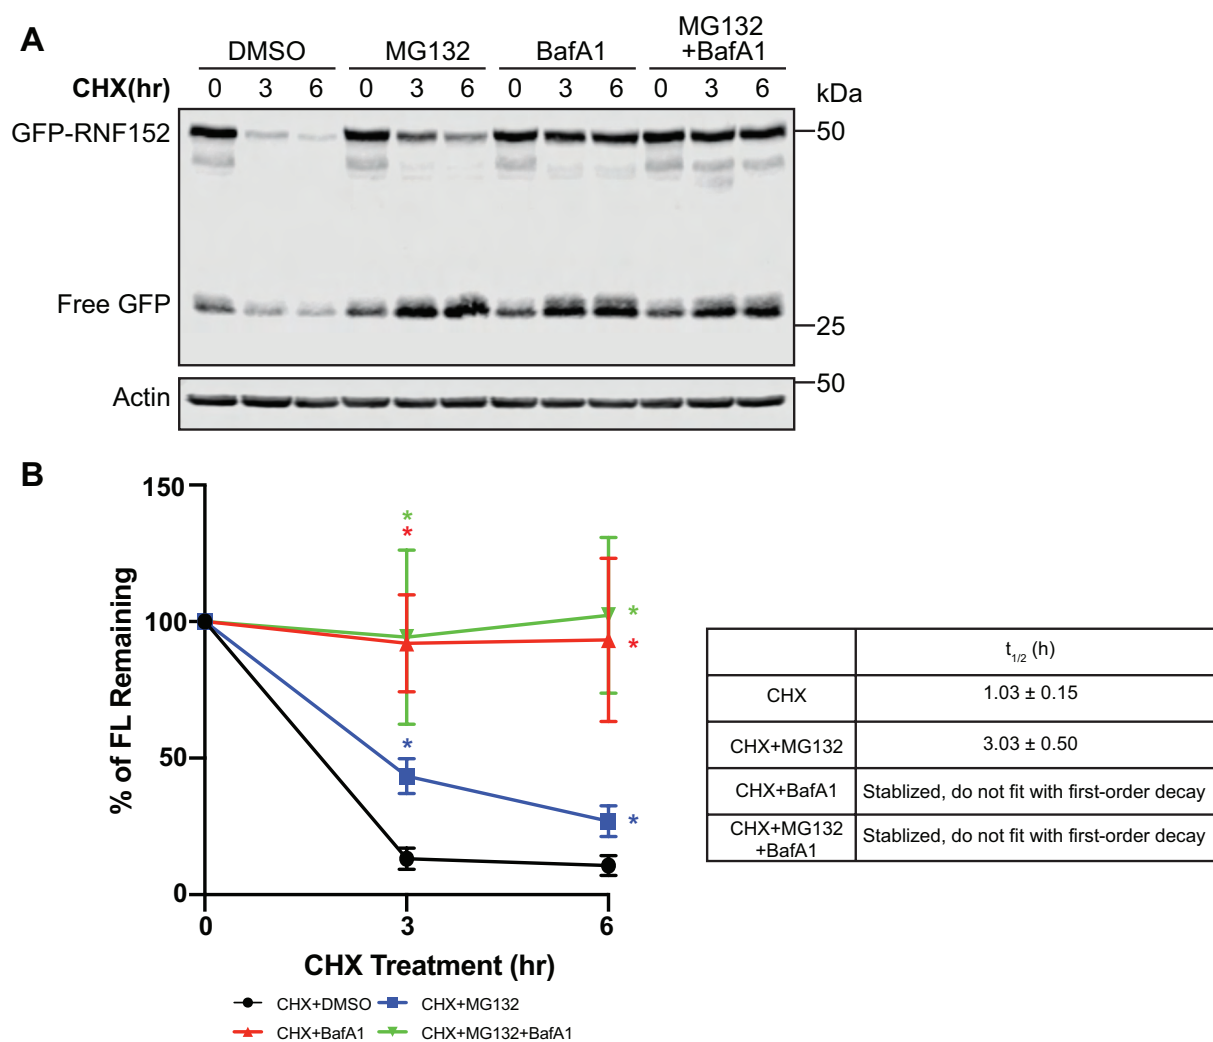 A
DMSO MG132 BafA1 MG132
+BafA1
CHX(hr) 0 3 6 0 3 6 0 3 6 0 3 6 kDa
GFP-RNF152 50
Free GFP
25
50
Actin
B
150
100
50
0
% of FL Remaining
* * * * * *
0 3 6
CHX Treatment (hr)
CHX+DMSO CHX+MG132
CHX+BafA1 CHX+MG132+BafA1
t1/2 (h)
CHX 1.03 ± 0.15
CHX+MG132 3.03 ± 0.50
CHX+BafA1 Stablized, do not fit with first-order decay
CHX+MG132
+BafA1 Stablized, do not fit with first-order decay